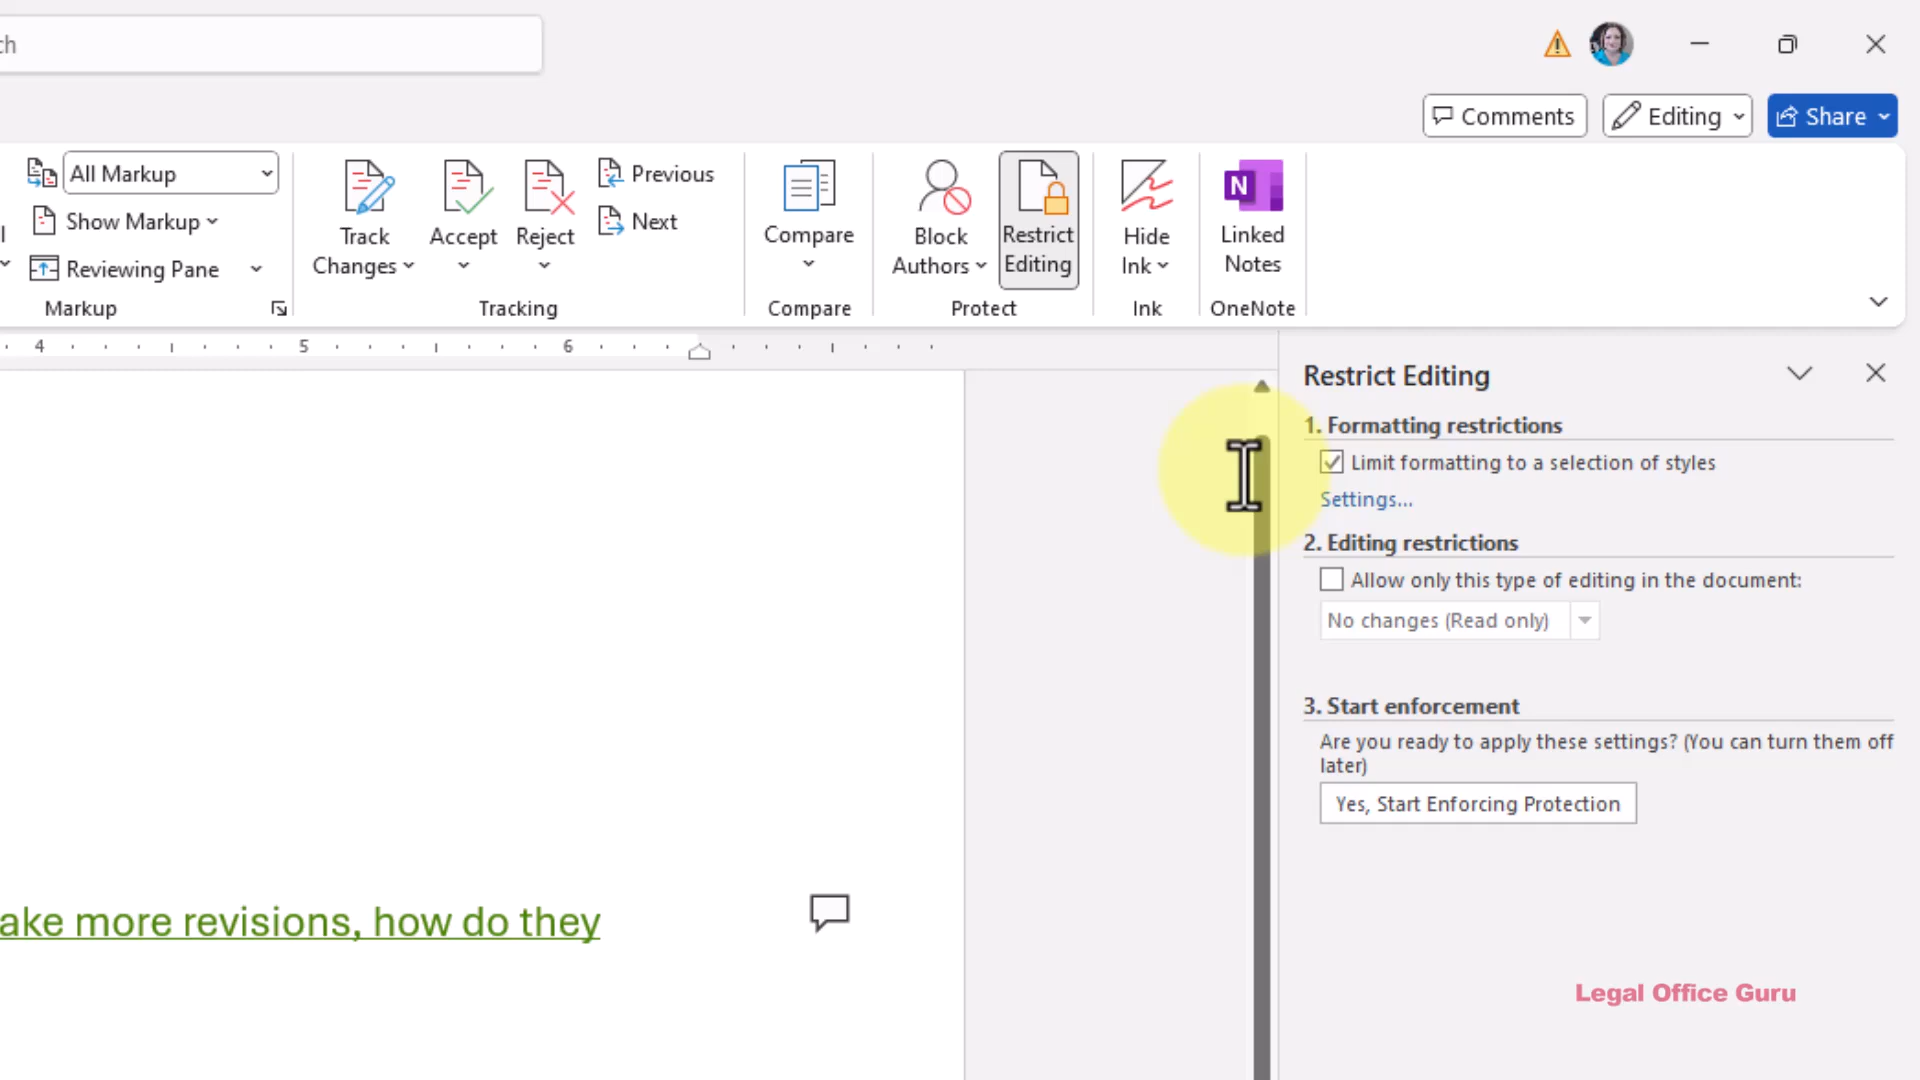 ch
Comments
Editing
Share
All Markup
Show Markup
Reviewing Pane
Markup
Track
Changes
Accept
Reject
Previous
Next
Tracking
Compare
Compare
Block
Authors
Restrict
Editing
Protect
Hide
Ink
Ink
N
Linked
Notes
OneNote
4
5
6
Restrict Editing
1. Formatting restrictions
Limit formatting to a selection of styles
Settings...
2. Editing restrictions
Allow only this type of editing in the document:
No changes (Read only)
3. Start enforcement
Are you ready to apply these settings? (You can turn them off
later)
Yes, Start Enforcing Protection
ake more revisions, how do they
Legal Office Guru